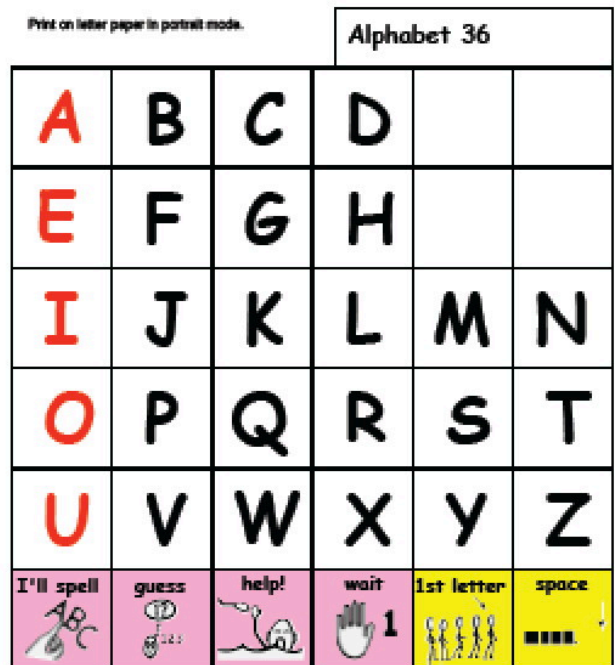 Print on letter paper in portrait mode.
Alphabet 36
A B C D
E F G H
I J K L M N
O P Q R S T
U V W X Y Z
I'll spell guess help! wait 1st letter space
ABC 1